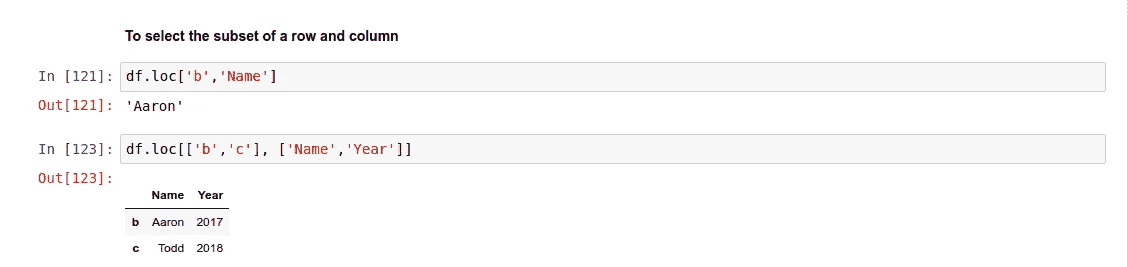 To select the subset of a row and column
In [121]: df.loc['b','Name']
Out[121]: 'Aaron'
In [123]: df.loc[['b','c'], ['Name','Year']]
Out[123]:
Name Year
b Aaron 2017
c Todd 2018